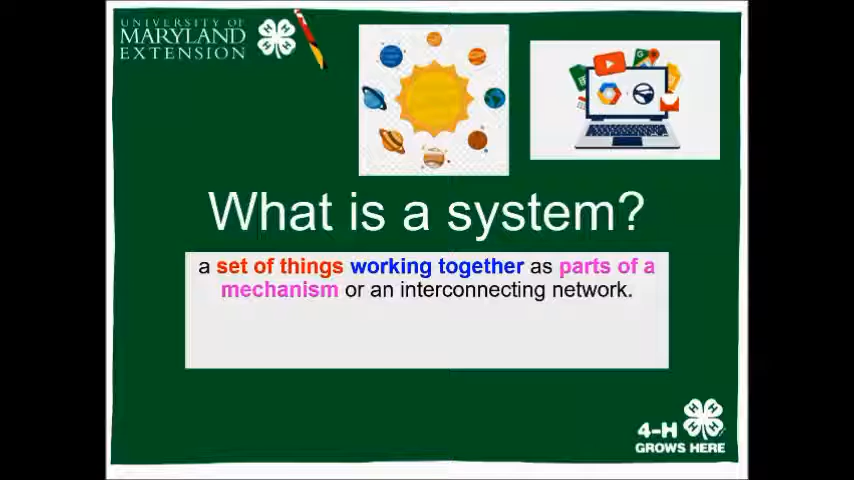 UNIVERSITY OF
MARYLAND
EXTENSION
What is a system?
a set of things working together as parts of a
mechanism or an interconnecting network.
4-H
GROWS HERE